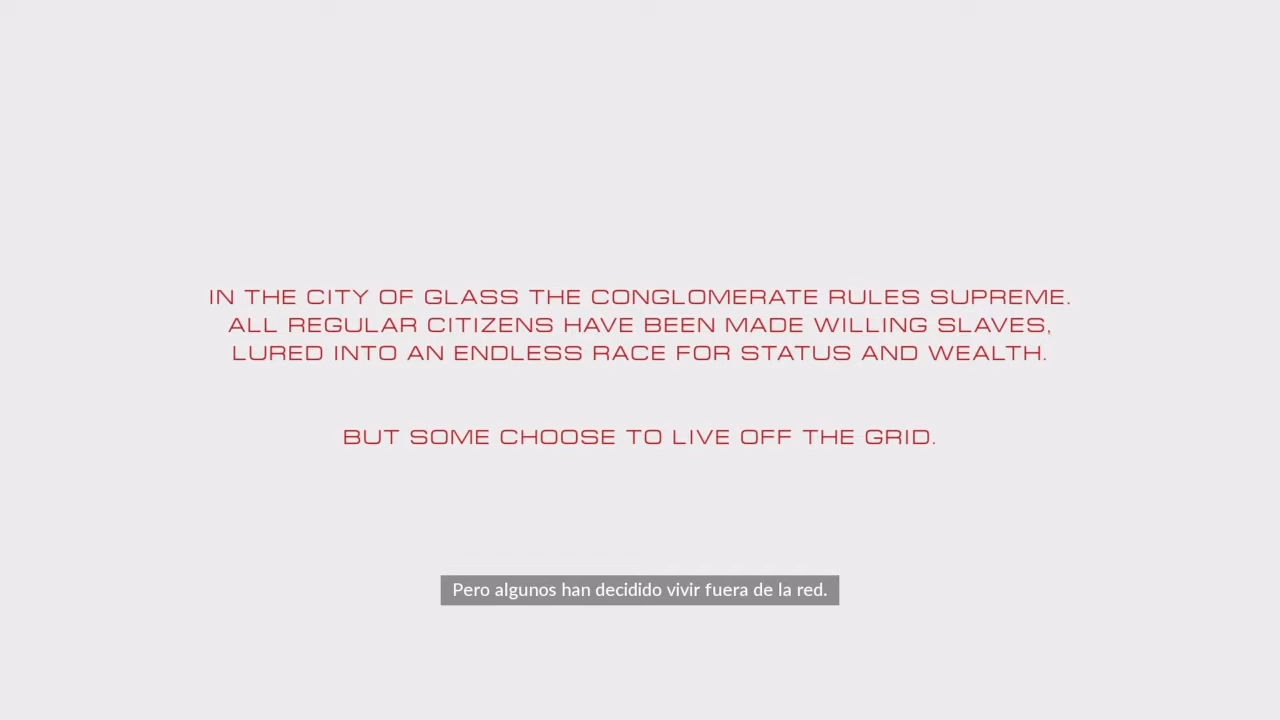 IN THE CITY OF GLASS THE CONGLOMERATE RULES SUPREME.
ALL REGULAR CITIZENS HAVE BEEN MADE WILLING SLAVES,
LURED INTO AN ENDLESS RACE FOR STATUS AND WEALTH.
BUT SOME CHOOSE TO LIVE OFF THE GRID.
Pero algunos han decidido vivir fuera de la red.